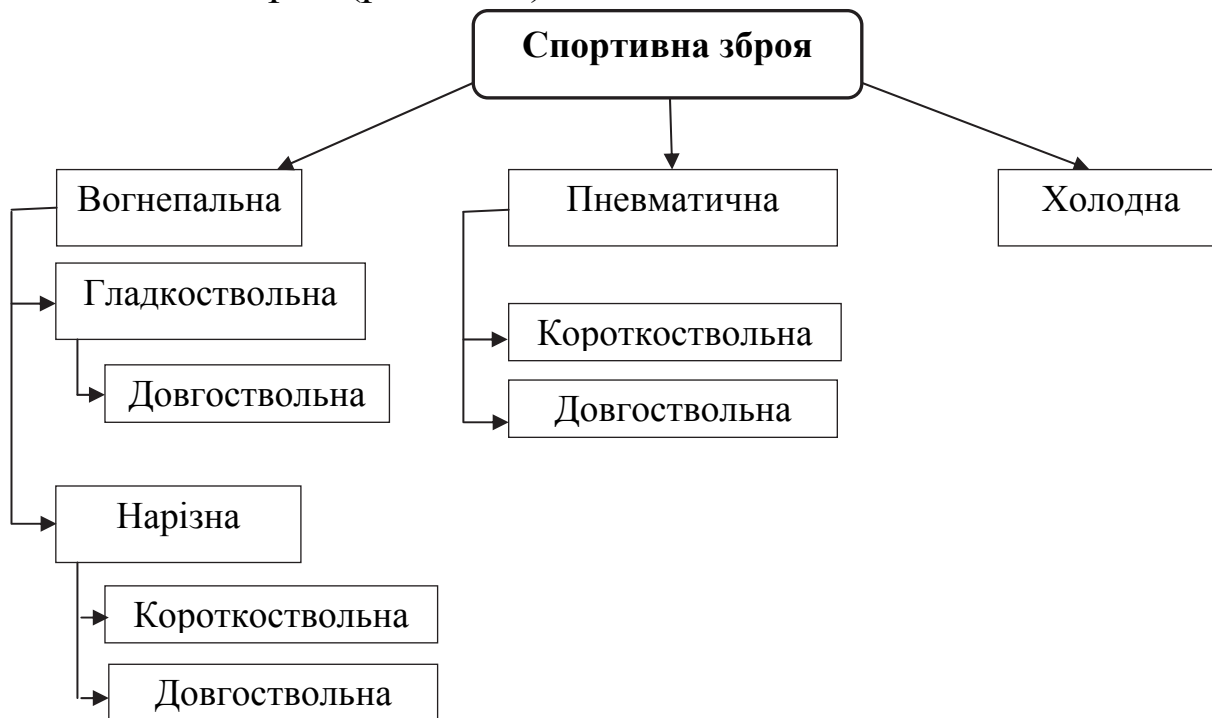 Спортивна зброя
Вогнепальна
Пневматична
Холодна
Гладкоствольна
Короткоствольна
Довгоствольна
Довгоствольна
Нарізна
Короткоствольна
Довгоствольна